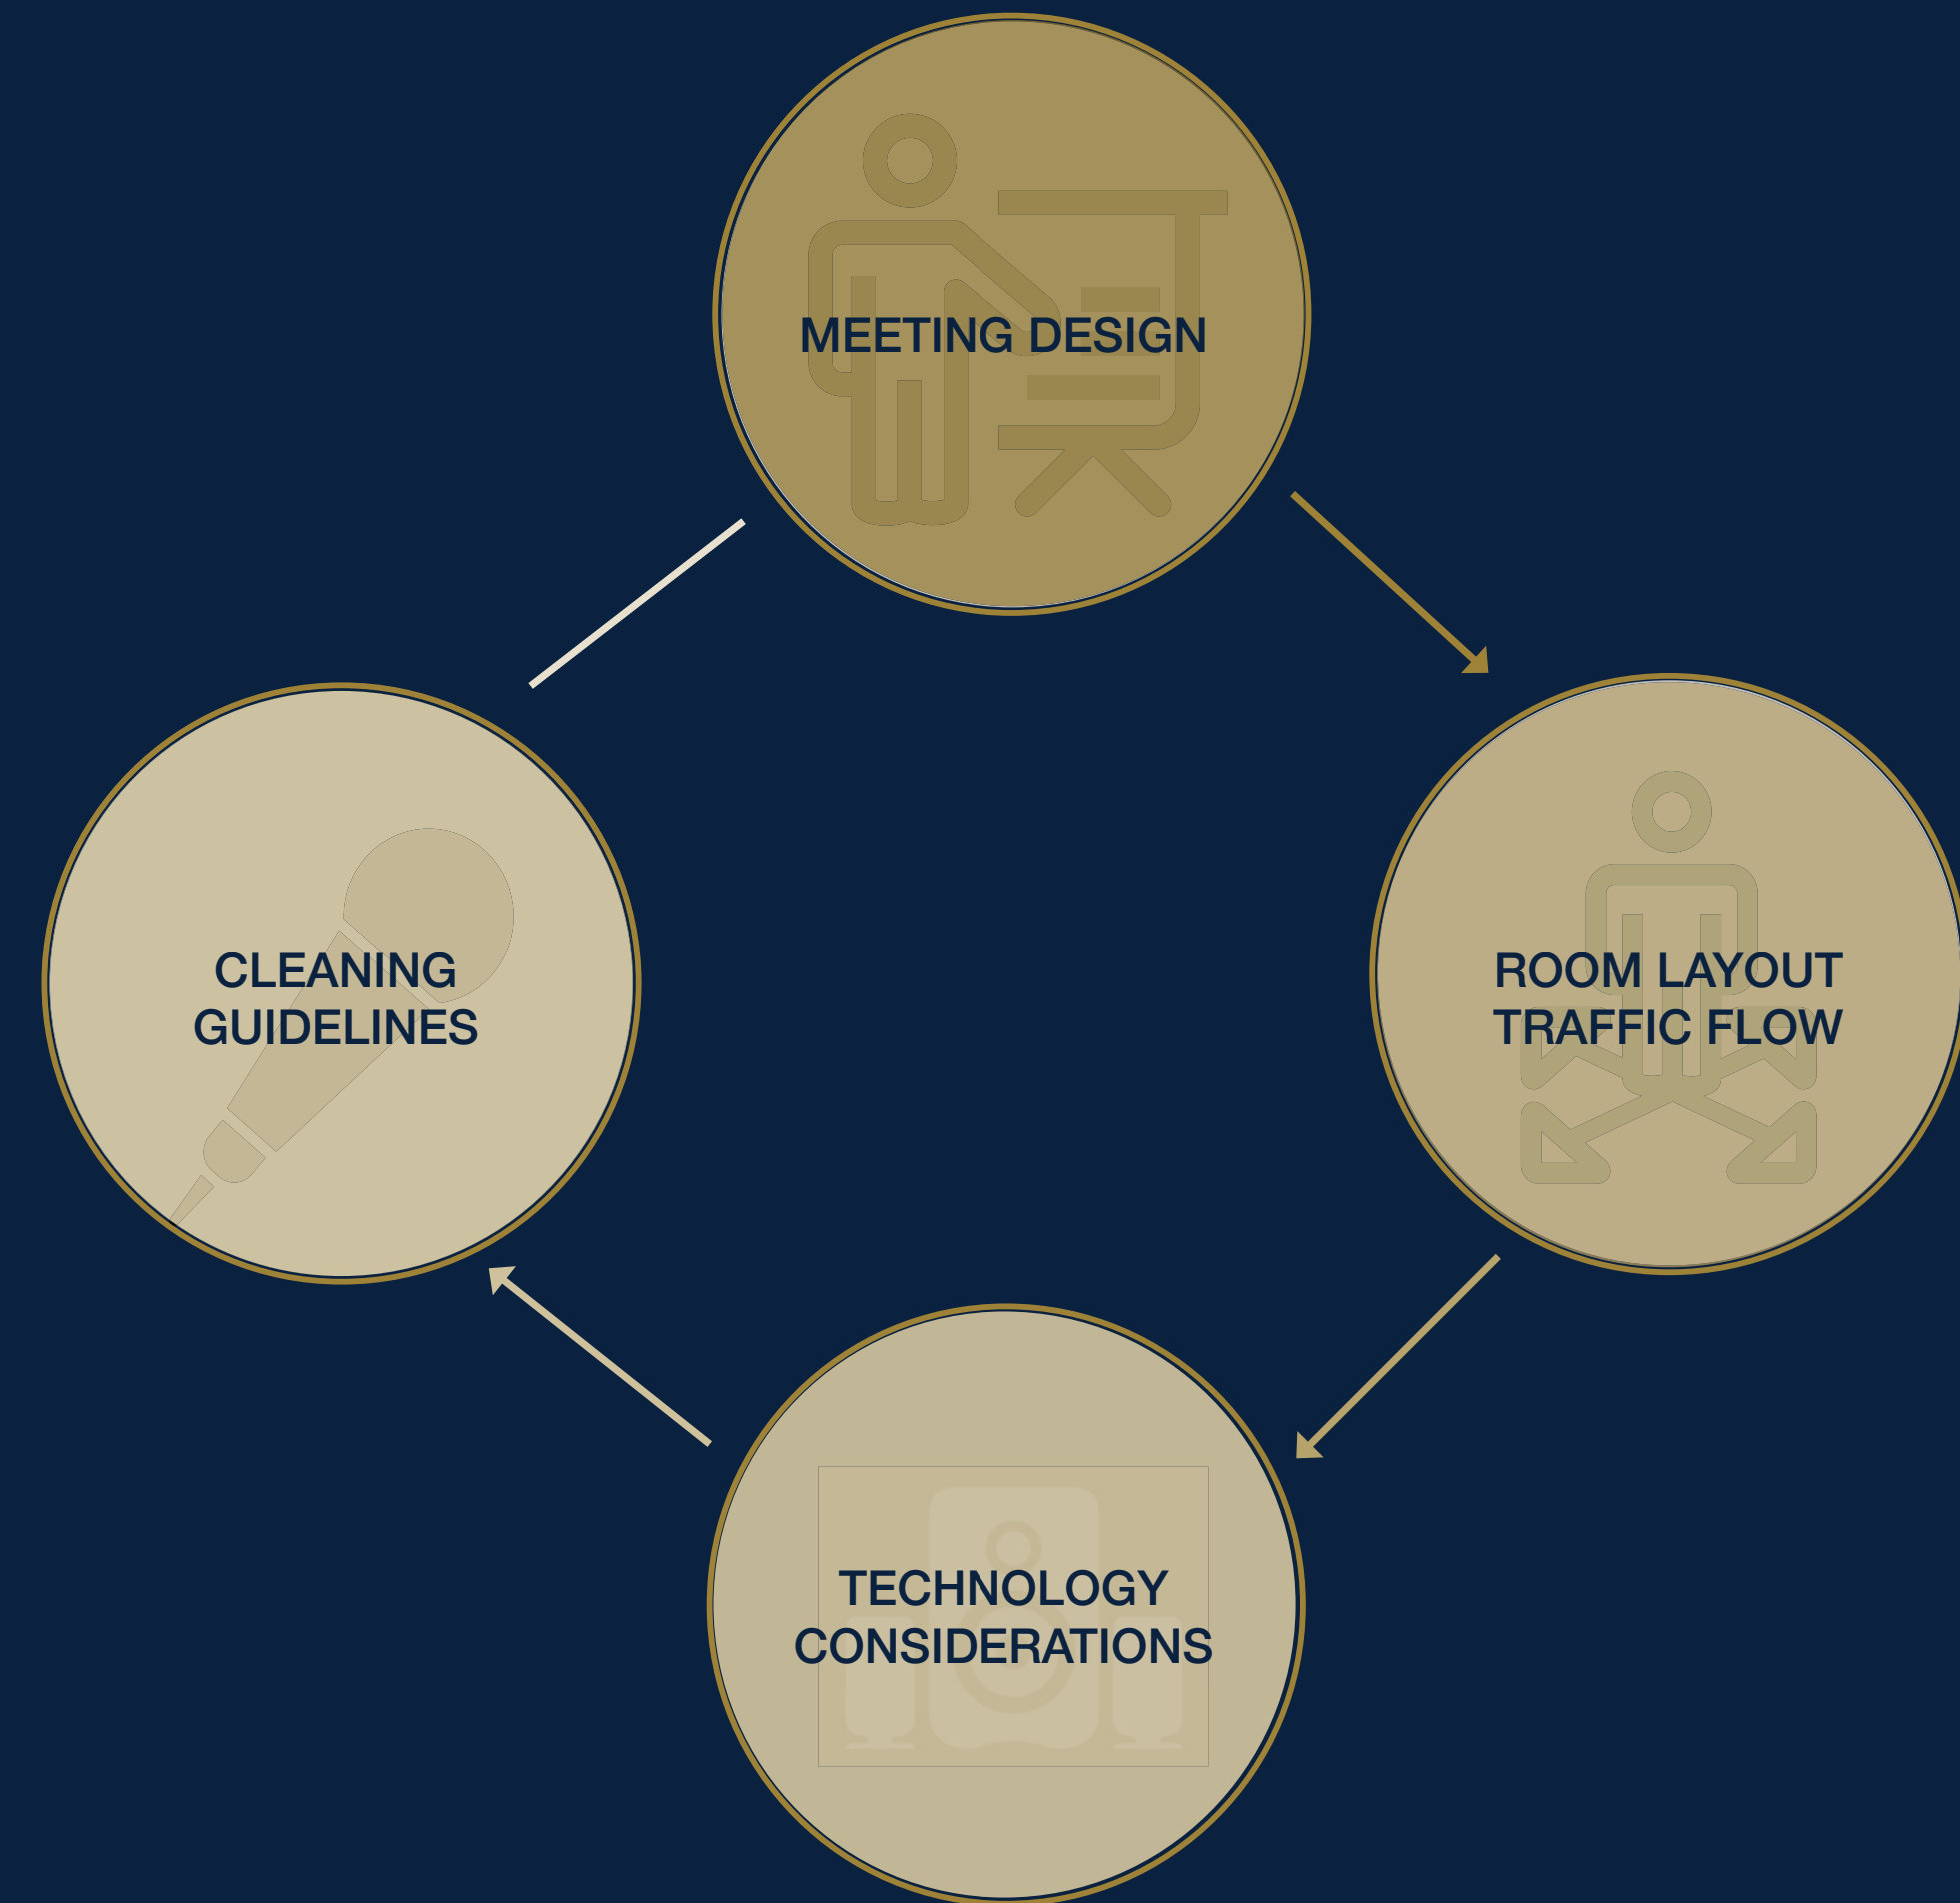 MEETING DESIGN
CLEANING
GUIDELINES
ROOM LAYOUT
TRAFFIC FLOW
TECHNOLOGY
CONSIDERATIONS